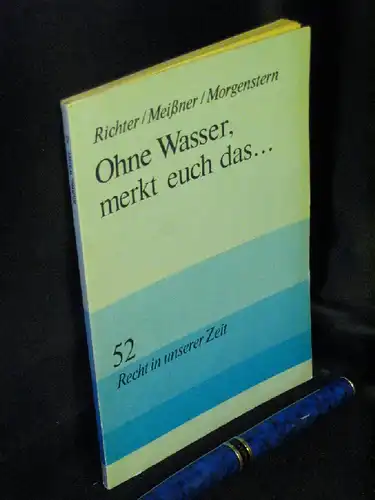 Richter/Meißner/Morgenstern
Ohne Wasser,
merkt euch das...
52
Recht in unserer Zeit